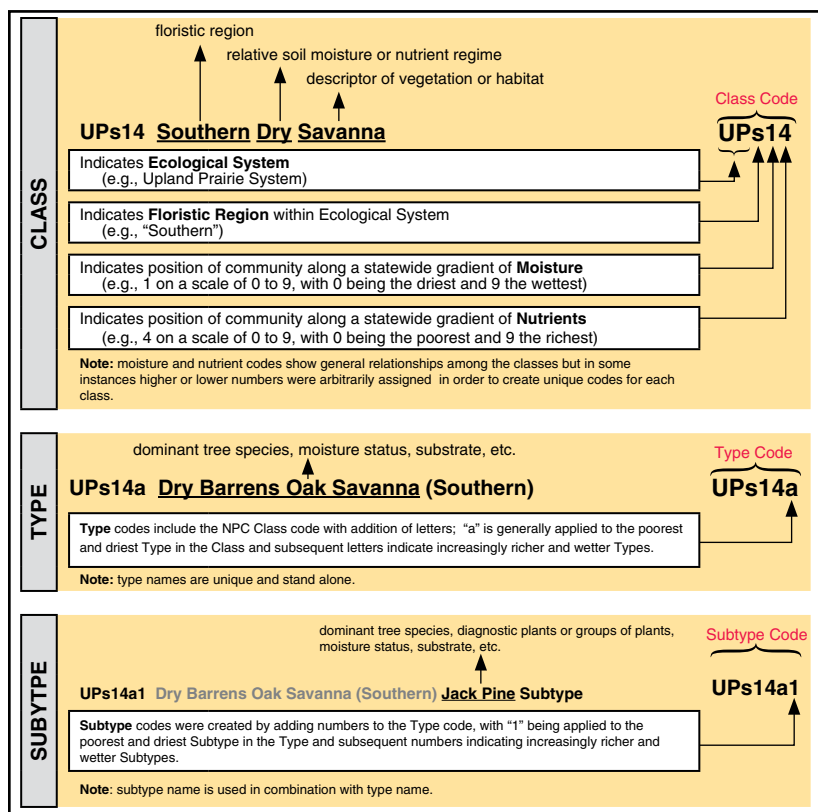 floristic region
relative soil moisture or nutrient regime
descriptor of vegetation or habitat
Class Code
UPs14 Southern Dry Savanna
UPs14
CLASS
Indicates Ecological System
(e.g., Upland Prairie System)
Indicates Floristic Region within Ecological System
(e.g., “Southern”)
Indicates position of community along a statewide gradient of Moisture
(e.g., 1 on a scale of 0 to 9, with 0 being the driest and 9 the wettest)
Indicates position of community along a statewide gradient of Nutrients
(e.g., 4 on a scale of 0 to 9, with 0 being the poorest and 9 the richest)
Note: moisture and nutrient codes show general relationships among the classes but in some
instances higher or lower numbers were arbitrarily assigned in order to create unique codes for each
class.
dominant tree species, moisture status, substrate, etc.
Type Code
UPs14a Dry Barrens Oak Savanna (Southern)
UPs14a
TYPE
Type codes include the NPC Class code with addition of letters; “a” is generally applied to the poorest
and driest Type in the Class and subsequent letters indicate increasingly richer and wetter Types.
Note: type names are unique and stand alone.
dominant tree species, diagnostic plants or groups of plants,
moisture status, substrate, etc.
Subtype Code
UPs14a1 Dry Barrens Oak Savanna (Southern) Jack Pine Subtype
UPs14a1
SUBYTPE
Subtype codes were created by adding numbers to the Type code, with “1” being applied to the
poorest and driest Subtype in the Type and subsequent numbers indicating increasingly richer and
wetter Subtypes.
Note: subtype name is used in combination with type name.